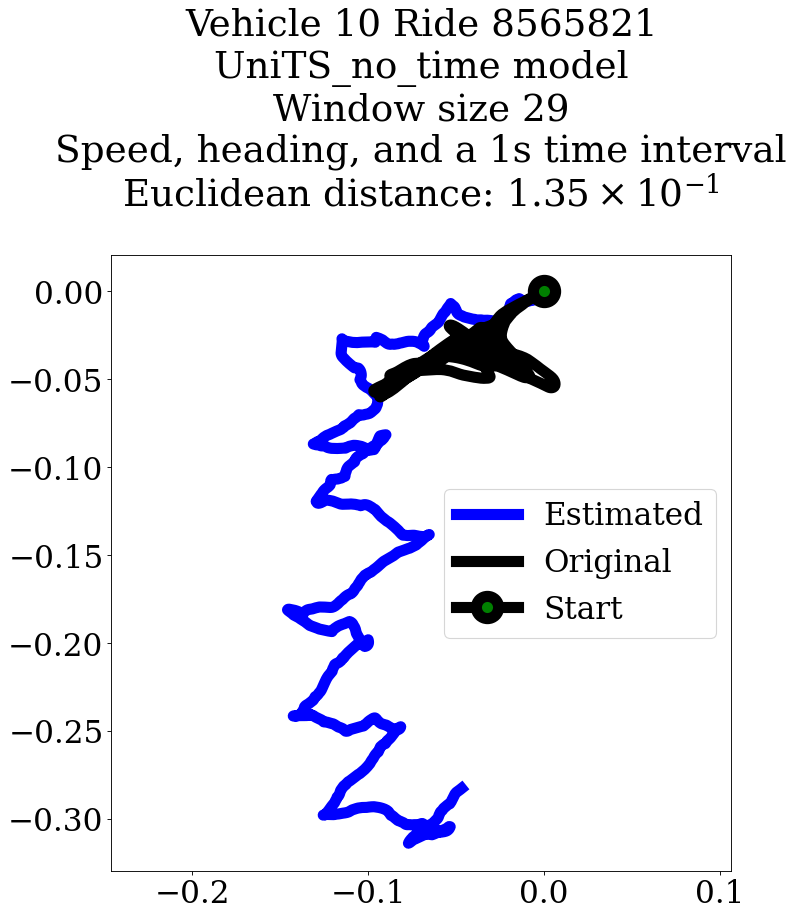 Vehicle 10 Ride 8565821
UniTS_no_time model
Window size 29
Speed, heading, and a 1s time interval
Euclidean distance: 1.35 × 10⁻¹
0.00
−0.05
−0.10
−0.15
−0.20
−0.25
−0.30
Estimated
Original
Start
−0.2 −0.1 0.0 0.1